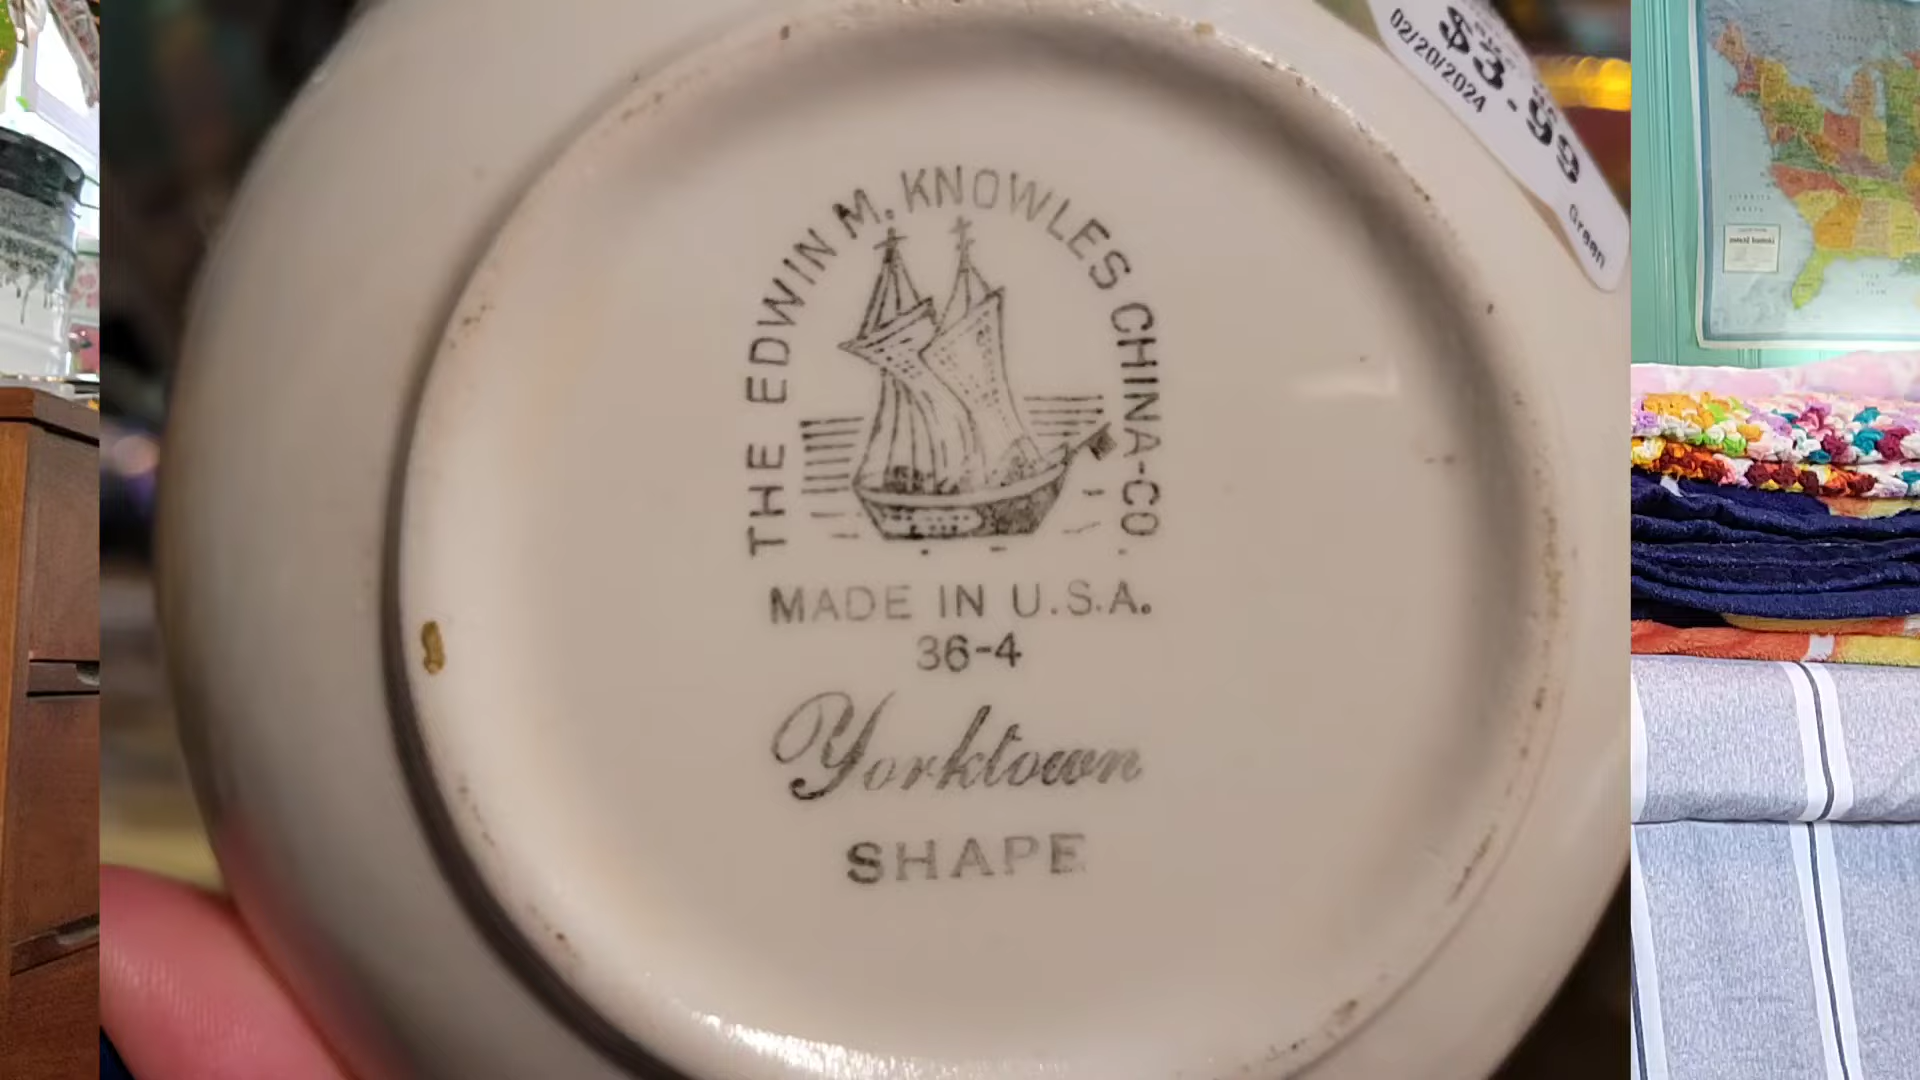 $3.99
02/20/2024
Green
THE EDWIN M. KNOWLES CHINA-CO.
MADE IN U.S.A.
36-4
Yorktown
SHAPE